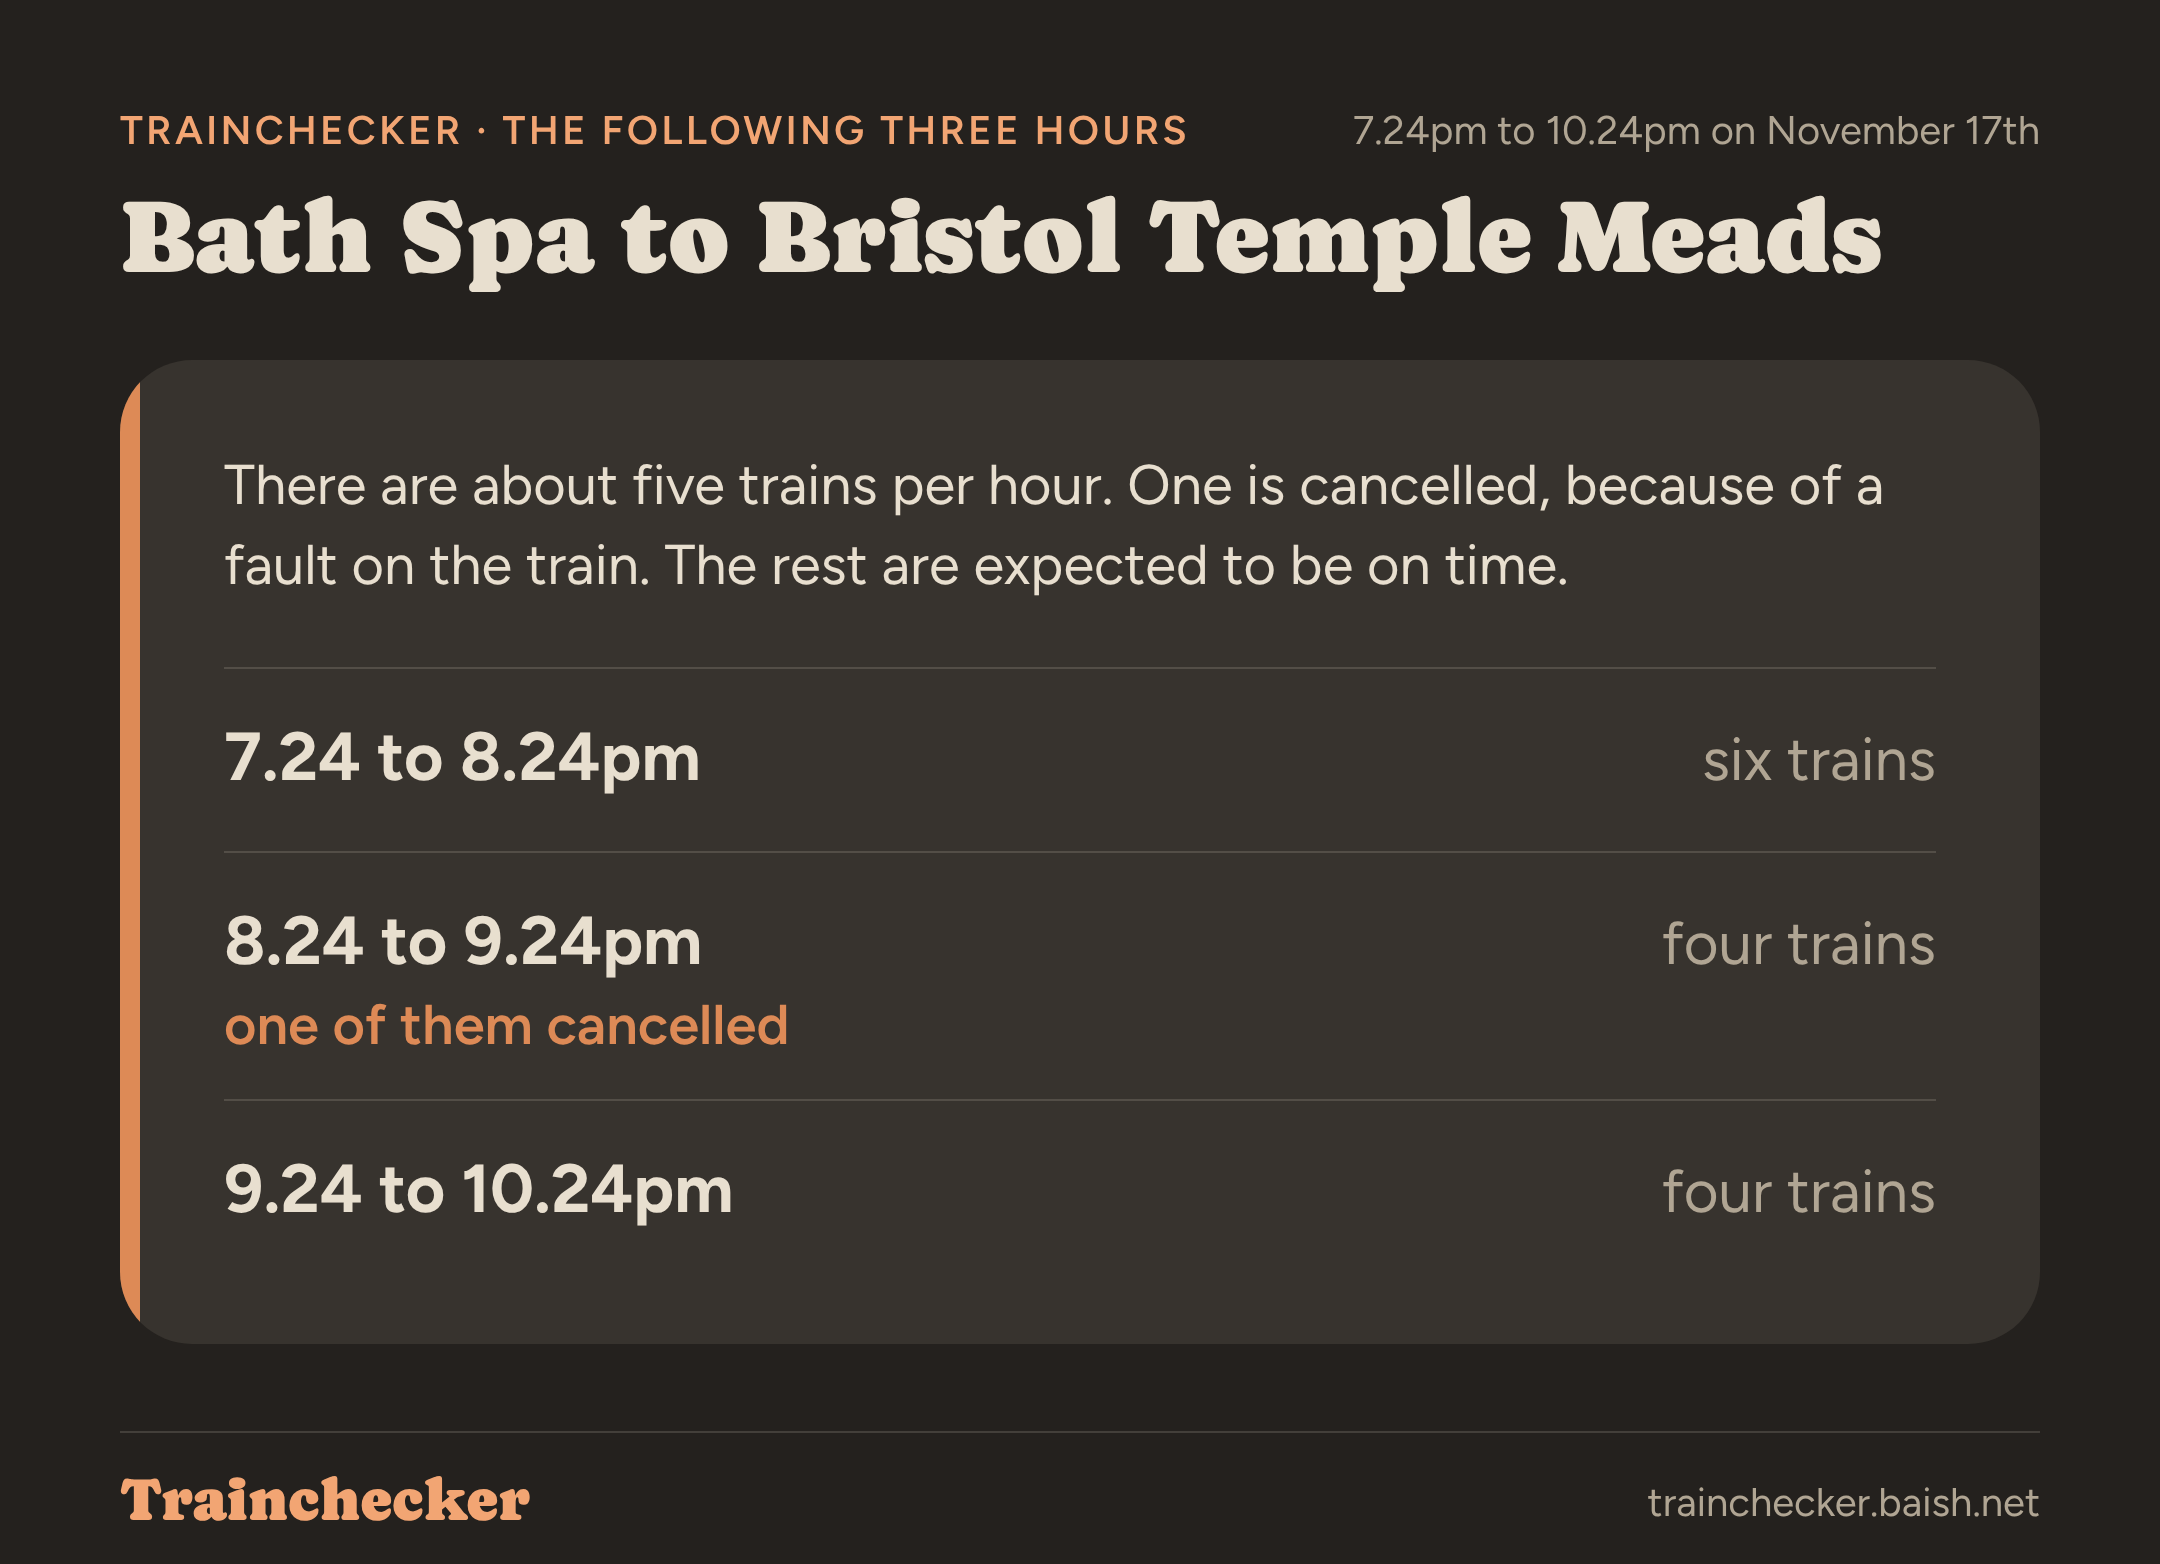 TRAINCHECKER · THE FOLLOWING THREE HOURS
7.24pm to 10.24pm on November 17th
Bath Spa to Bristol Temple Meads
There are about five trains per hour. One is cancelled, because of a
fault on the train. The rest are expected to be on time.
7.24 to 8.24pm
six trains
8.24 to 9.24pm
four trains
one of them cancelled
9.24 to 10.24pm
four trains
Trainchecker
trainchecker.baish.net